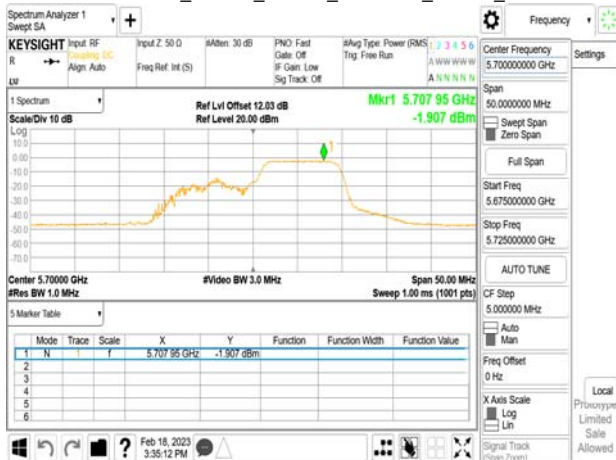 Spectrum Analyzer 1
Swept SA
+
Frequency
KEYSIGHT Input: RF
R
Coupling: DC
Align: Auto
LW
Input Z: 50 Ω
Freq Ref: Int (S)
#Atten: 30 dB
PNO: Fast
Gate: Off
IF Gain: Low
Sig Track: Off
#Avg Type: Power (RMS)
Trig: Free Run
1 2 3 4 5 6
A W W W W W
A N N N N N
1 Spectrum
Scale/Div 10 dB
Ref Lvl Offset 12.03 dB
Ref Level 20.00 dBm
Mkr1 5.707 95 GHz
-1.907 dBm
Log
10.0
0.00
-10.0
-20.0
-30.0
-40.0
-50.0
-60.0
-70.0
1
Center 5.70000 GHz
#Res BW 1.0 MHz
#Video BW 3.0 MHz
Span 50.00 MHz
Sweep 1.00 ms (1001 pts)
5 Marker Table
Mode Trace Scale X Y Function Function Width Function Value
1 N 1 f 5.707 95 GHz -1.907 dBm
2
3
4
5
6
Feb 18, 2023
3:35:12 PM
Center Frequency
5.700000000 GHz
Settings
Span
50.0000000 MHz
Swept Span
Zero Span
Full Span
Start Freq
5.675000000 GHz
Stop Freq
5.725000000 GHz
AUTO TUNE
CF Step
5.000000 MHz
Auto
Man
Freq Offset
0 Hz
X Axis Scale
Log
Lin
Signal Track
(Span Zoom)
Local
Prototype
Limited
Sale
Allowed